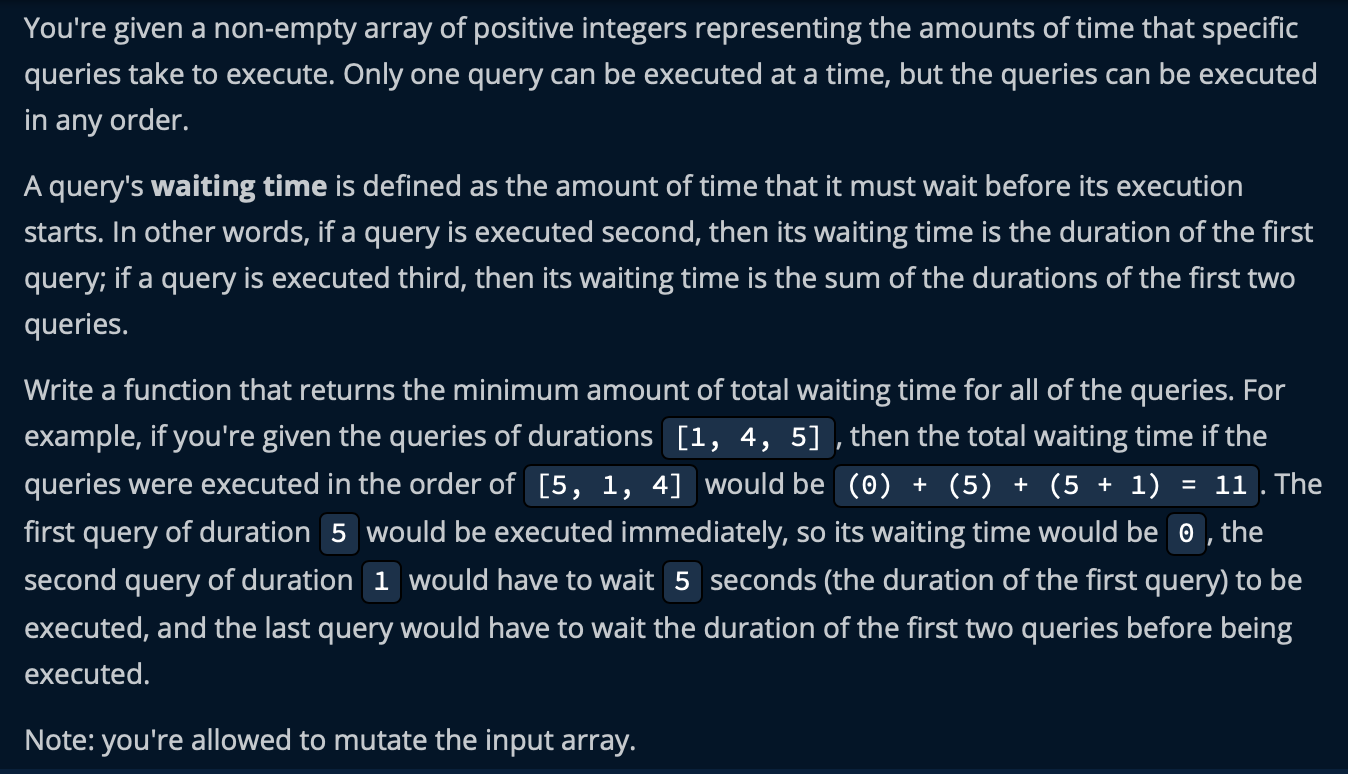 You're given a non-empty array of positive integers representing the amounts of time that specific
queries take to execute. Only one query can be executed at a time, but the queries can be executed
in any order.
A query's waiting time is defined as the amount of time that it must wait before its execution
starts. In other words, if a query is executed second, then its waiting time is the duration of the first
query; if a query is executed third, then its waiting time is the sum of the durations of the first two
queries.
Write a function that returns the minimum amount of total waiting time for all of the queries. For
example, if you're given the queries of durations [1, 4, 5], then the total waiting time if the
queries were executed in the order of [5, 1, 4] would be (0) + (5) + (5 + 1) = 11. The
first query of duration 5 would be executed immediately, so its waiting time would be 0, the
second query of duration 1 would have to wait 5 seconds (the duration of the first query) to be
executed, and the last query would have to wait the duration of the first two queries before being
executed.
Note: you're allowed to mutate the input array.